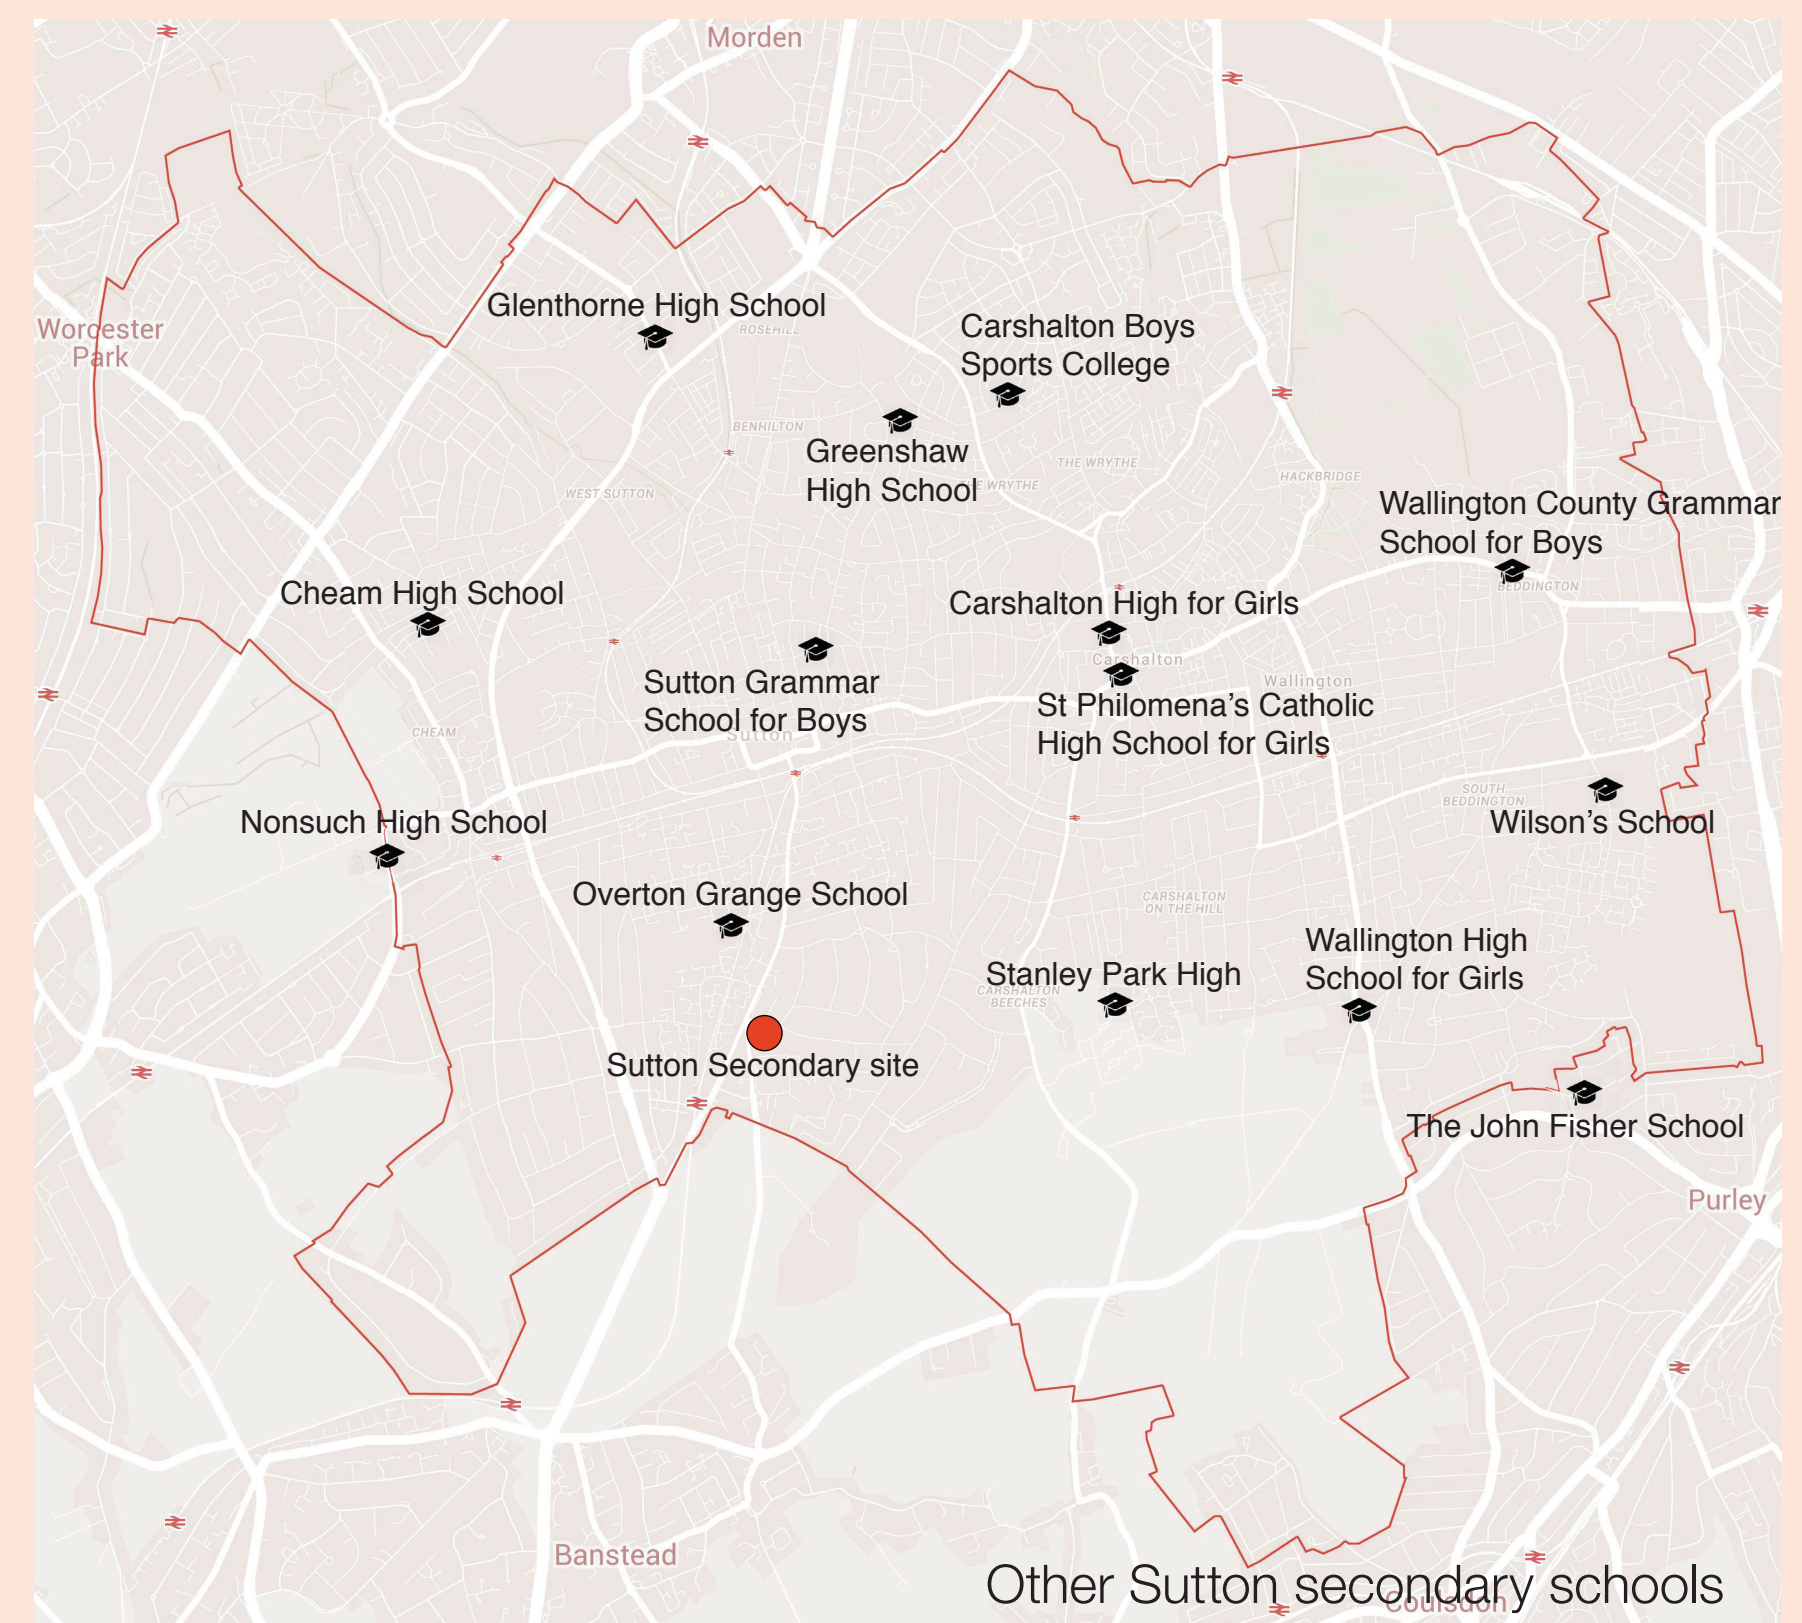 Morden
Glenthorne High School
ROSEHILL
Carshalton Boys
Sports College
Worcester
Park
BENHILTON
Greenshaw
High School
THE WRYTHE
THE WRYTHE
HACKBRIDGE
WEST SUTTON
Wallington County Grammar
School for Boys
BEDDINGTON
Cheam High School
Carshalton High for Girls
Carshalton
Sutton Grammar
School for Boys
Sutton
Wallington
St Philomena’s Catholic
High School for Girls
CHEAM
SOUTH
BEDDINGTON
Wilson’s School
Nonsuch High School
Overton Grange School
CARSHALTON
ON THE HILL
Wallington High
School for Girls
Stanley Park High
CARSHALTON
BEECHES
Sutton Secondary site
The John Fisher School
Purley
Banstead
Other Sutton secondary schools
Coulsdon